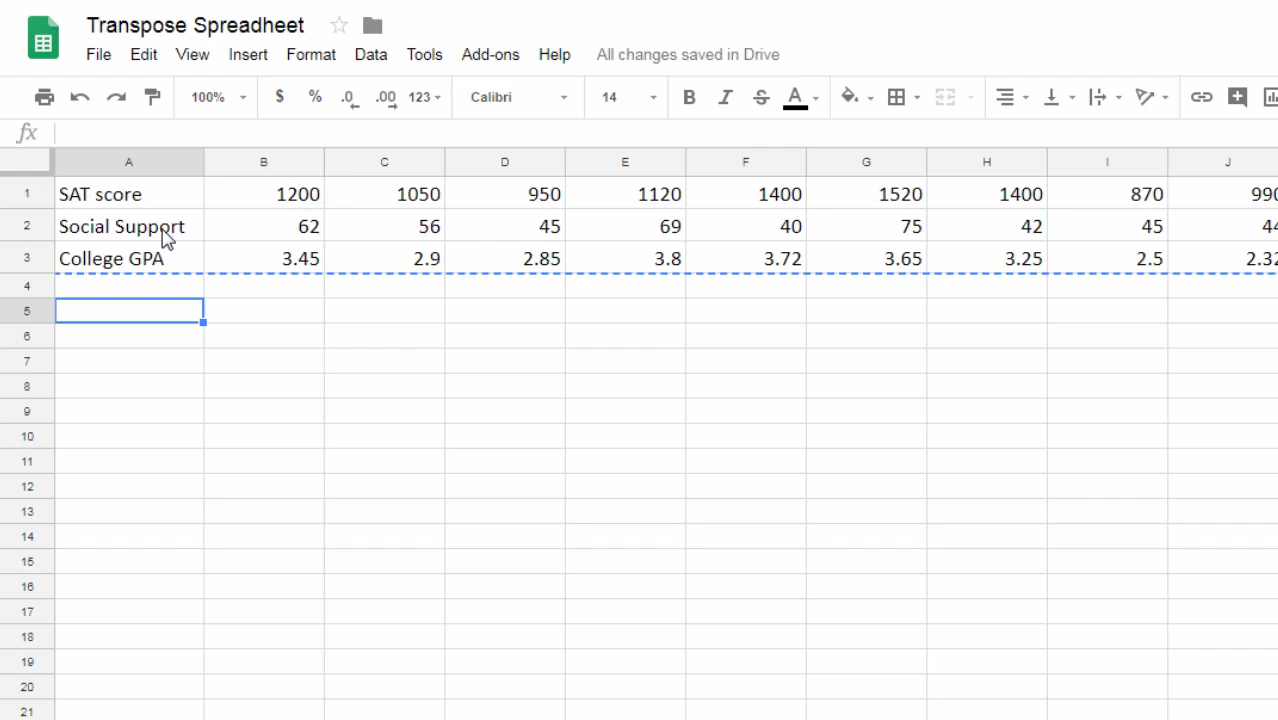 Transpose Spreadheet
File Edit View Insert Format Data Tools Add-ons Help All changes saved in Drive
100% $ % .0 .00 123 Calibri 14 B I S A
fx
A B C D E F G H I J
1 SAT score 1200 1050 950 1120 1400 1520 1400 870 990
2 Social Support 62 56 45 69 40 75 42 45 44
3 College GPA 3.45 2.9 2.85 3.8 3.72 3.65 3.25 2.5 2.32
4
5
6
7
8
9
10
11
12
13
14
15
16
17
18
19
20
21